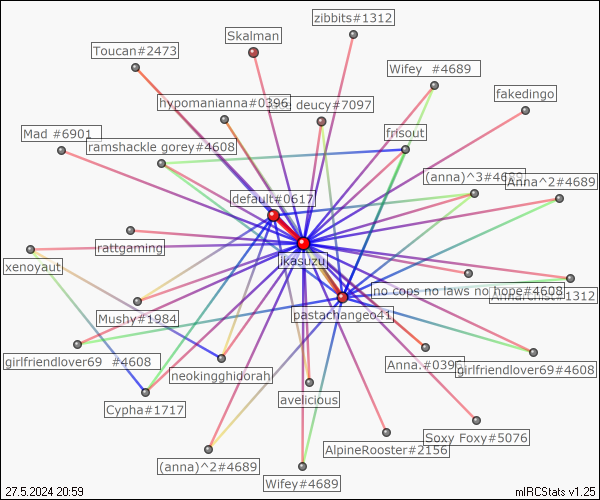 zibbits#1312
Skalman
Toucan#2473
Wifey  #4689
fakedingo
hypomanianna#0396
deucy#7097
Mad #6901
frisout
ramshackle gorey#4608
(anna)^3#4689
Anna^2#4689
default#0617
rattgaming
ikasuzu
xenoyaut
no cops no laws no hope#4608
#1312
Mushy#1984
pastachangeo41
girlfriendlover69  #4608
Anna.#0396
girlfriendlover69#4608
neokingghidorah
avelicious
Cypha#1717
Soxy Foxy#5076
AlpineRooster#2156
(anna)^2#4689
Wifey#4689
27.5.2024 20:59
mIRCStats v1.25